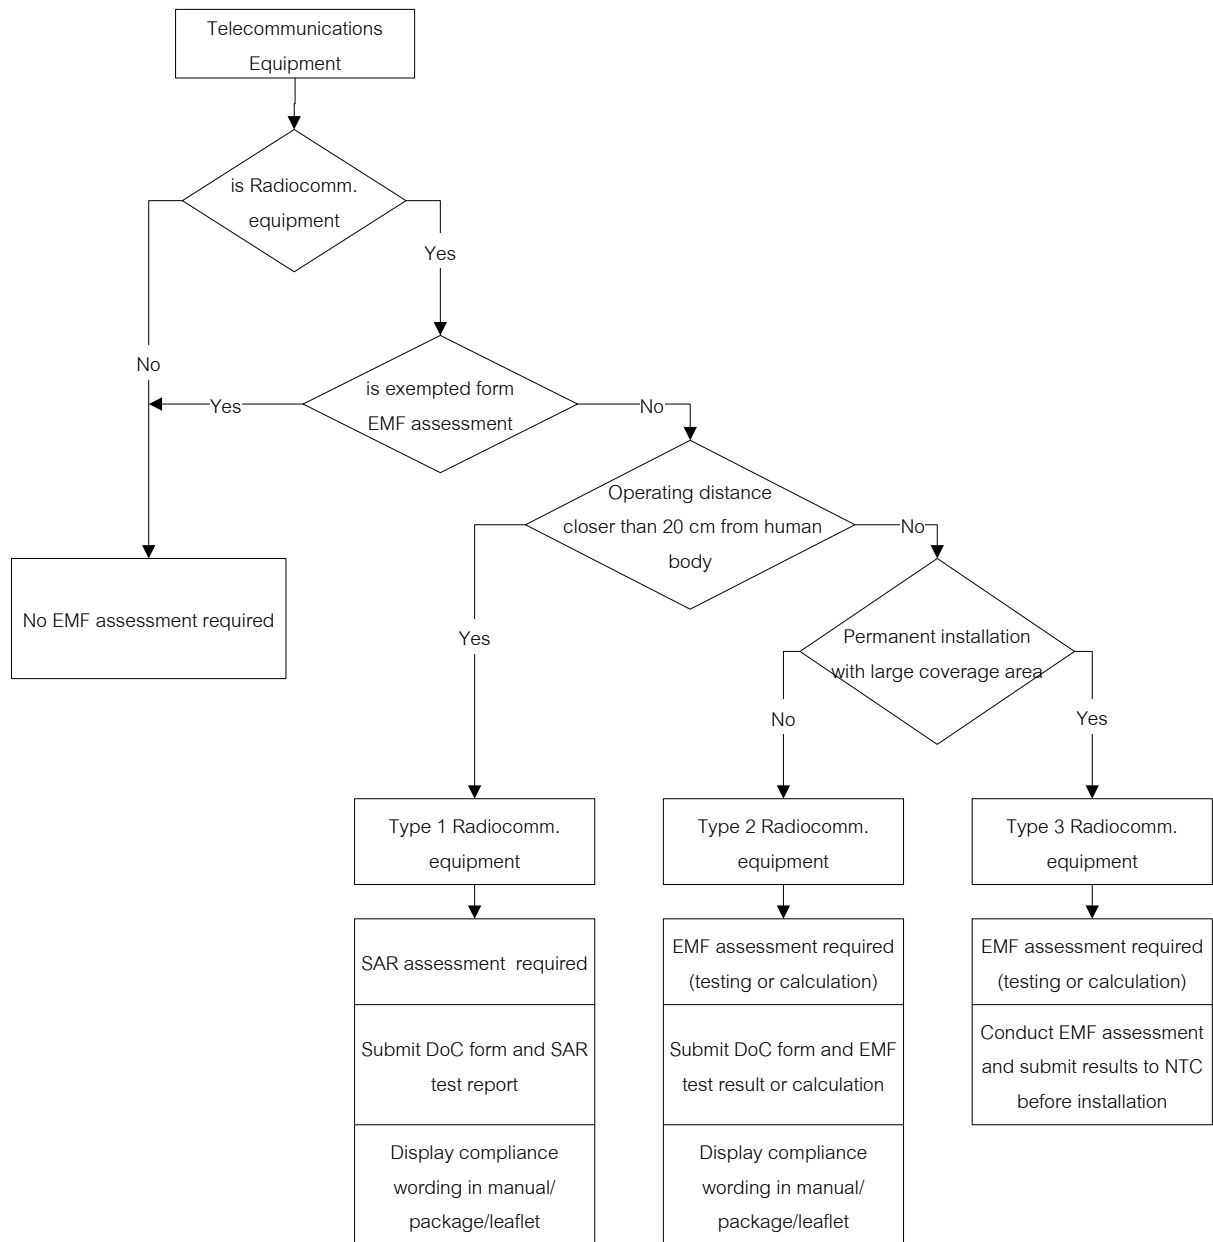 Telecommunications
Equipment
is Radiocomm.
equipment
Yes
No
is exempted form
EMF assessment
Yes
No
Operating distance
closer than 20 cm from human
body
No
Yes
No EMF assessment required
Permanent installation
with large coverage area
No
Yes
Type 1 Radiocomm.
equipment
Type 2 Radiocomm.
equipment
Type 3 Radiocomm.
equipment
SAR assessment required
Submit DoC form and SAR
test report
Display compliance
wording in manual/
package/leaflet
EMF assessment required
(testing or calculation)
Submit DoC form and EMF
test result or calculation
Display compliance
wording in manual/
package/leaflet
EMF assessment required
(testing or calculation)
Conduct EMF assessment
and submit results to NTC
before installation